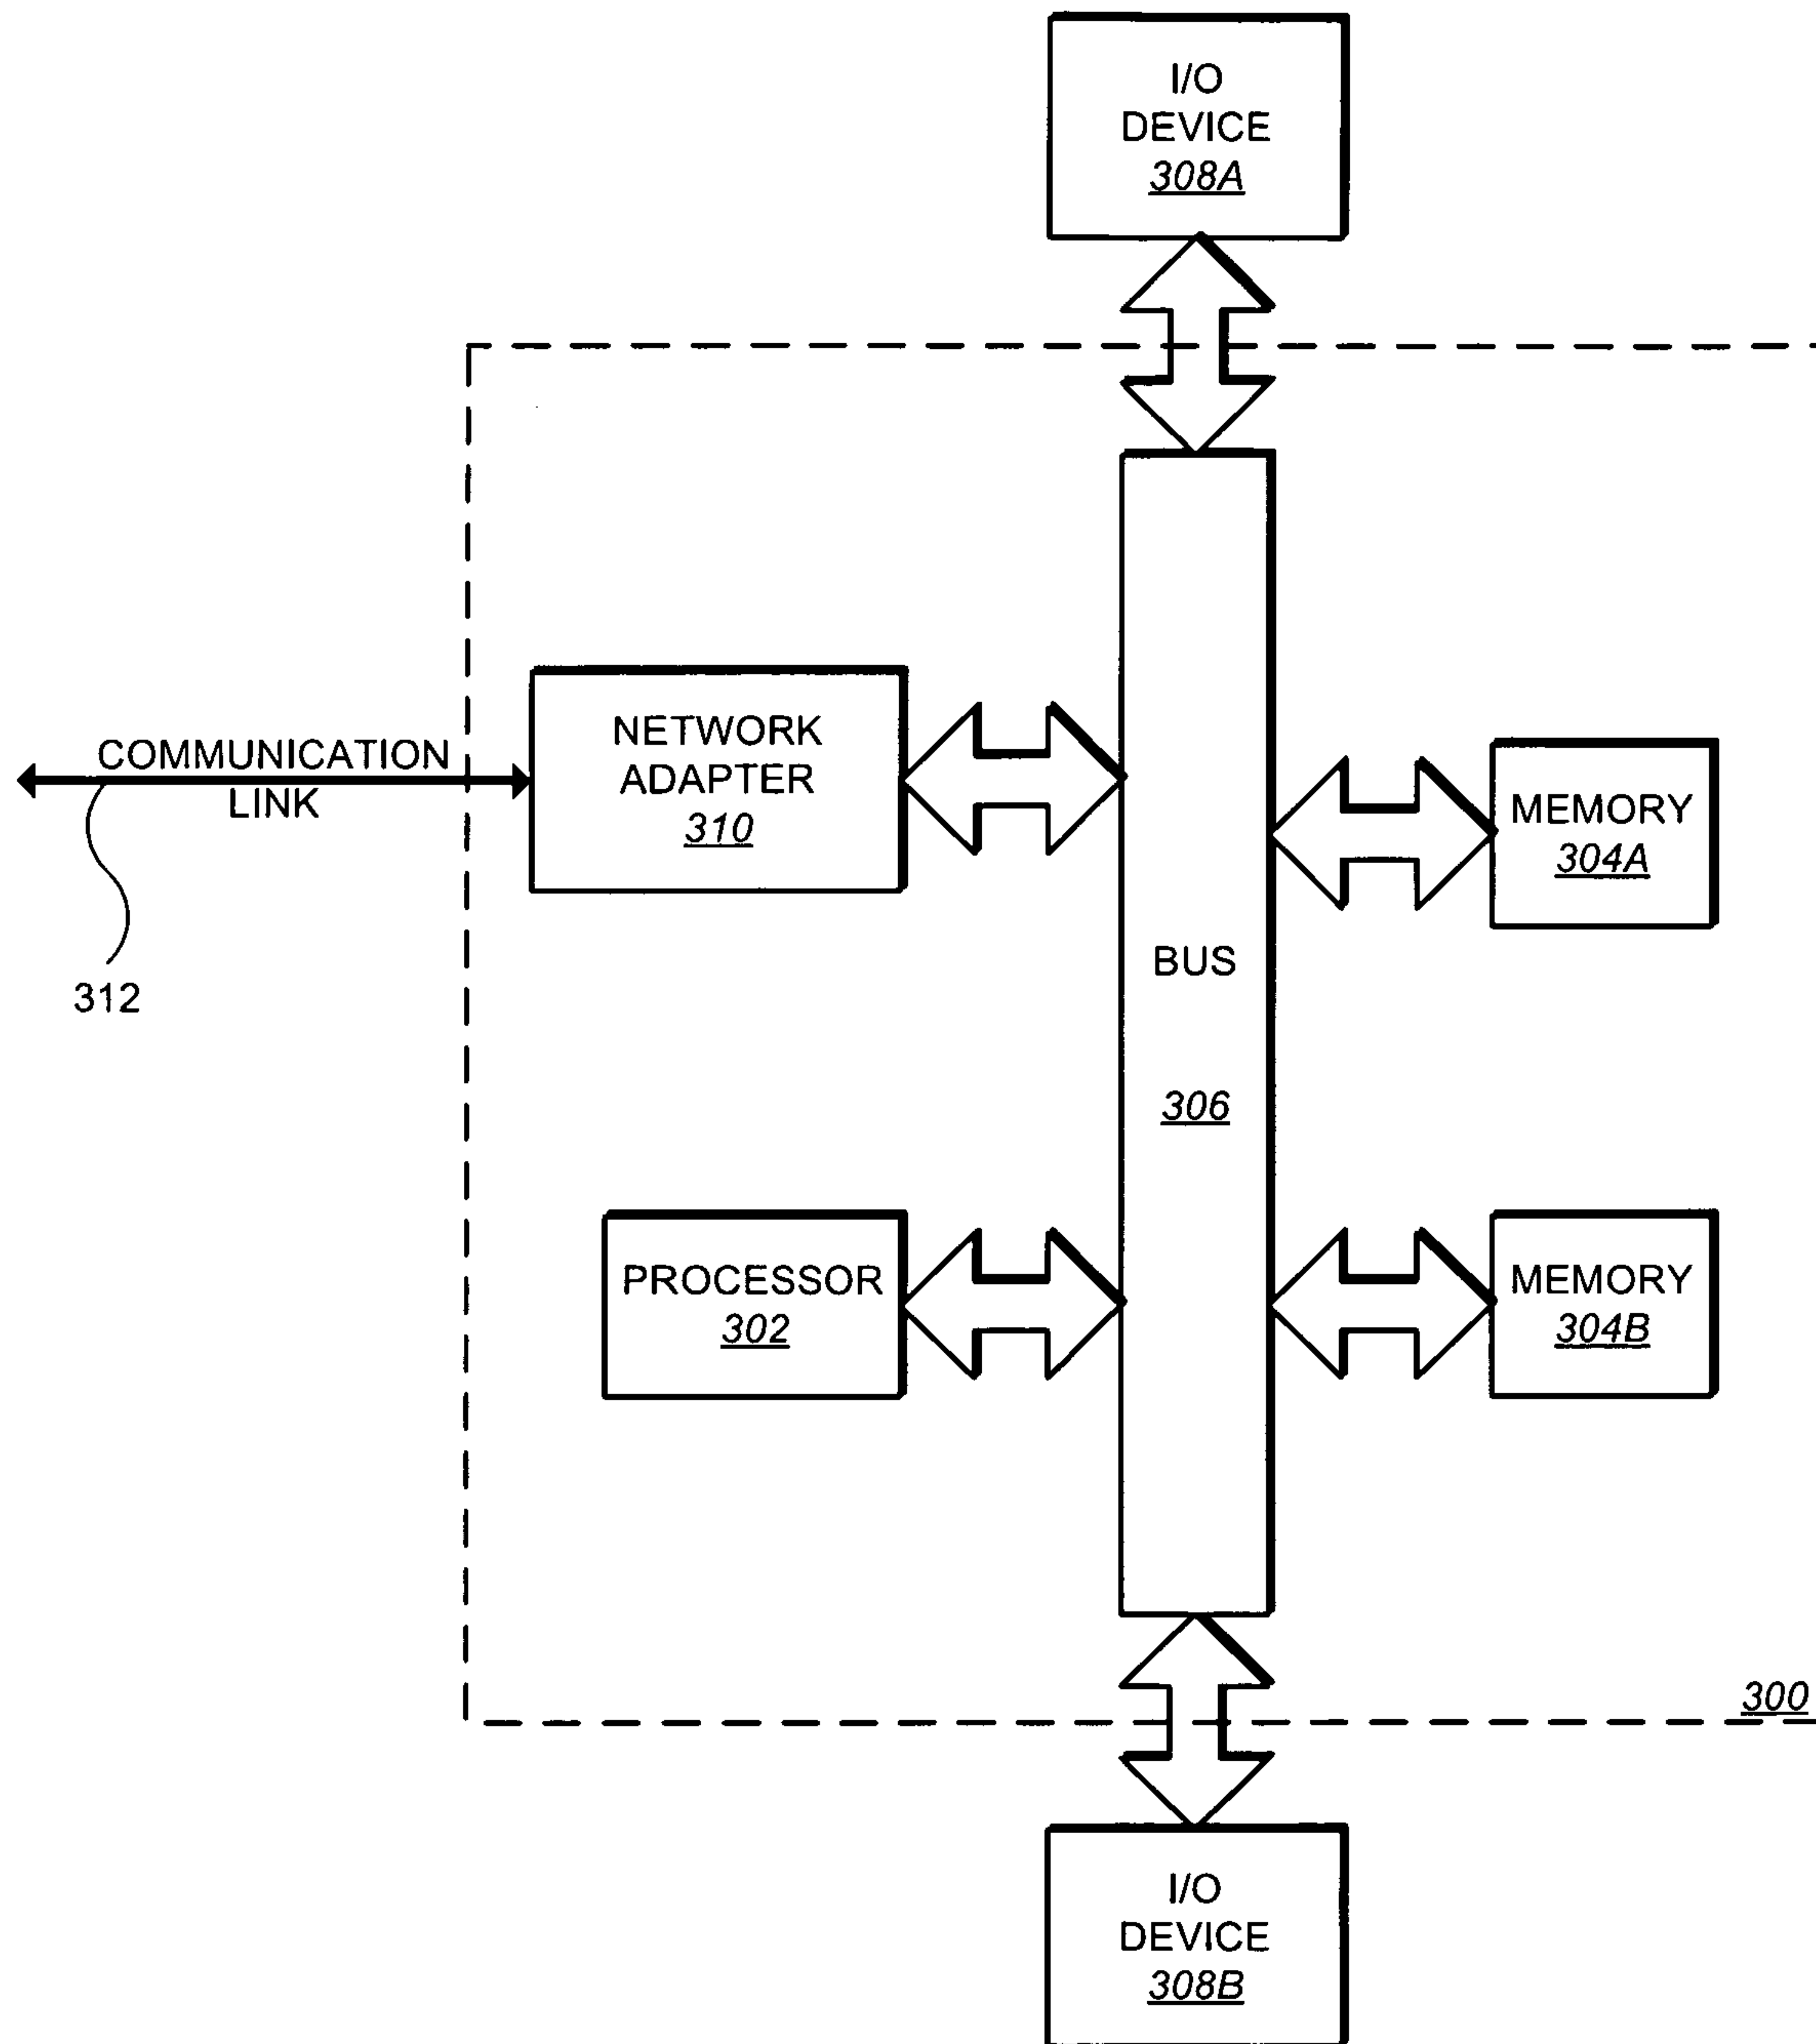 I/O
DEVICE
308A
NETWORK
ADAPTER
310
COMMUNICATION
LINK
312
MEMORY
304A
BUS
306
PROCESSOR
302
MEMORY
304B
300
I/O
DEVICE
308B